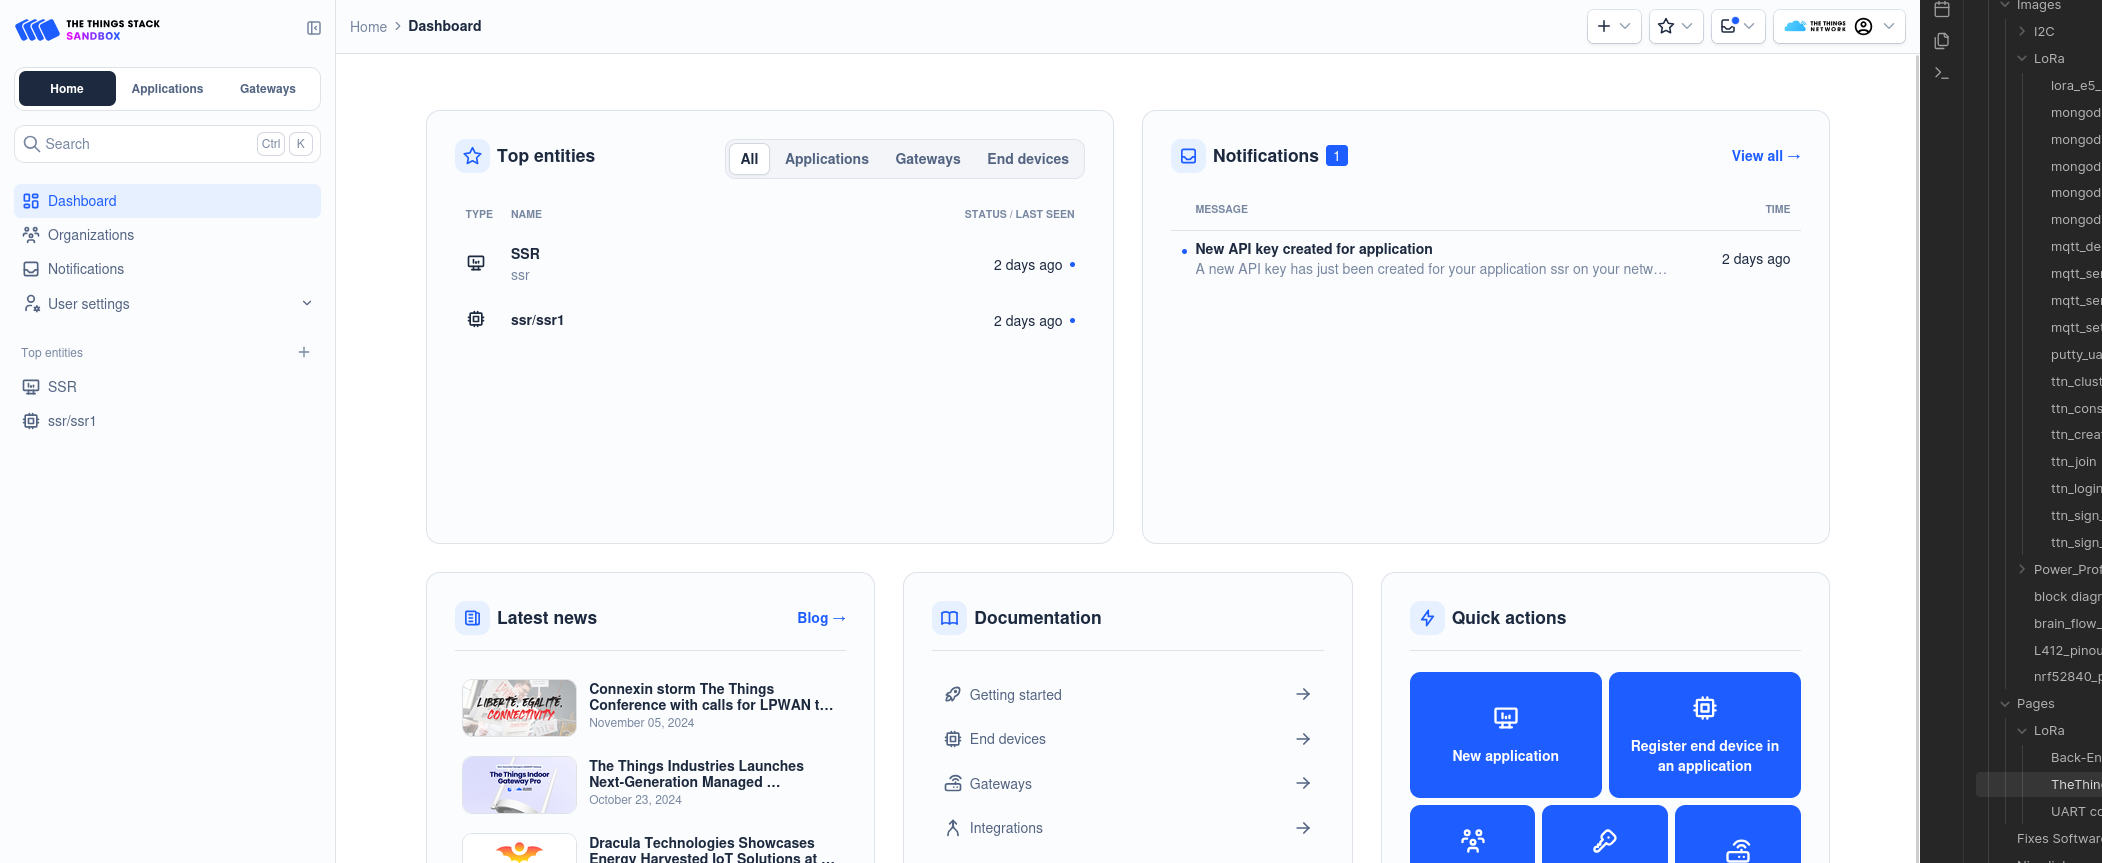 THE THINGS STACK
SANDBOX
Home
Applications
Gateways
Search
Ctrl
K
Dashboard
Organizations
Notifications
User settings
Top entities
SSR
ssr/ssr1
Home
Dashboard
THE THINGS
NETWORK
Top entities
All
Applications
Gateways
End devices
TYPE
NAME
STATUS / LAST SEEN
SSR
ssr
2 days ago
ssr/ssr1
2 days ago
Notifications
1
View all →
MESSAGE
TIME
New API key created for application
A new API key has just been created for your application ssr on your netw…
2 days ago
Latest news
Blog →
LIBERTÉ, EGALITÉ,
CONNECTIVITY
Connexin storm The Things
Conference with calls for LPWAN t…
November 05, 2024
The Things Indoor
Gateway Pro
The Things Industries Launches
Next-Generation Managed …
October 23, 2024
Dracula Technologies Showcases
Energy Harvested IoT Solutions at …
Documentation
Getting started
End devices
Gateways
Integrations
Quick actions
New application
Register end device in
an application
Images
I2C
LoRa
lora_e5_
mongod
mongod
mongod
mongod
mongod
mqtt_de
mqtt_se
mqtt_se
mqtt_se
putty_ua
ttn_clust
ttn_cons
ttn_crea
ttn_join
ttn_login
ttn_sign_
ttn_sign_
Power_Prof
block diagr
brain_flow_
L412_pinou
nrf52840_p
Pages
LoRa
Back-En
TheThin
UART co
Fixes Softwar